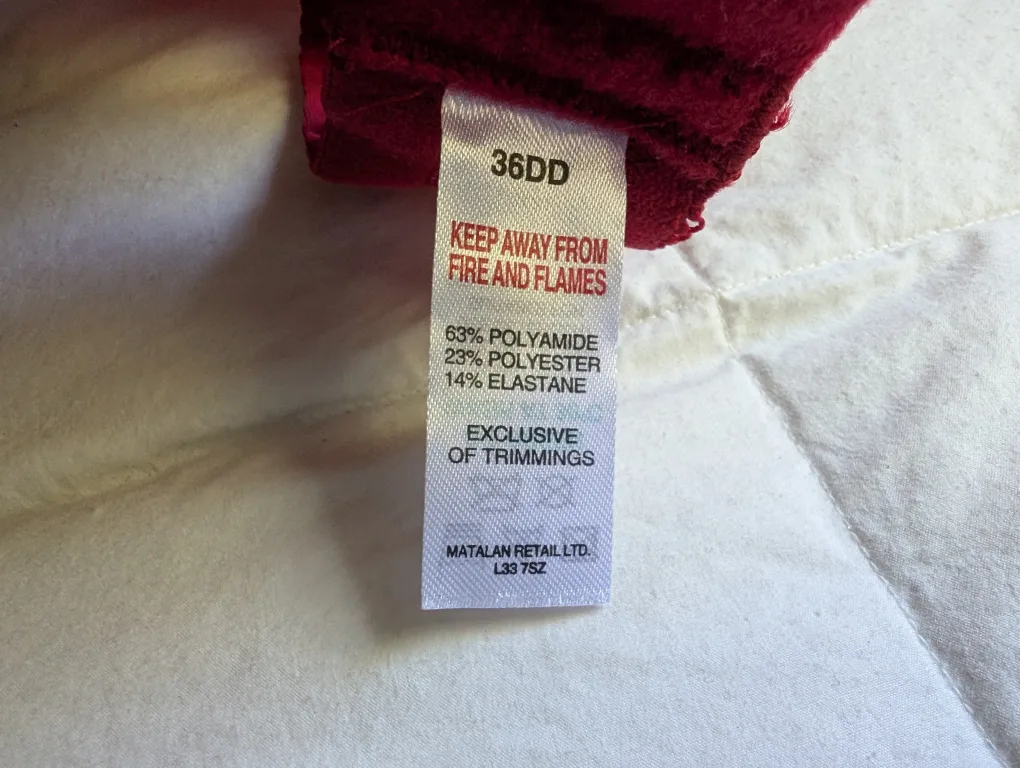 36DD
KEEP AWAY FROM
FIRE AND FLAMES
63% POLYAMIDE
23% POLYESTER
14% ELASTANE
EXCLUSIVE
OF TRIMMINGS
MATALAN RETAIL LTD.
L33 7SZ